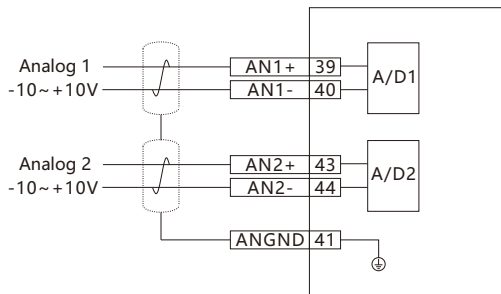 Analog 1 AN1+ 39
-10~+10V AN1- 40
A/D1
Analog 2 AN2+ 43
-10~+10V AN2- 44
A/D2
ANGND 41